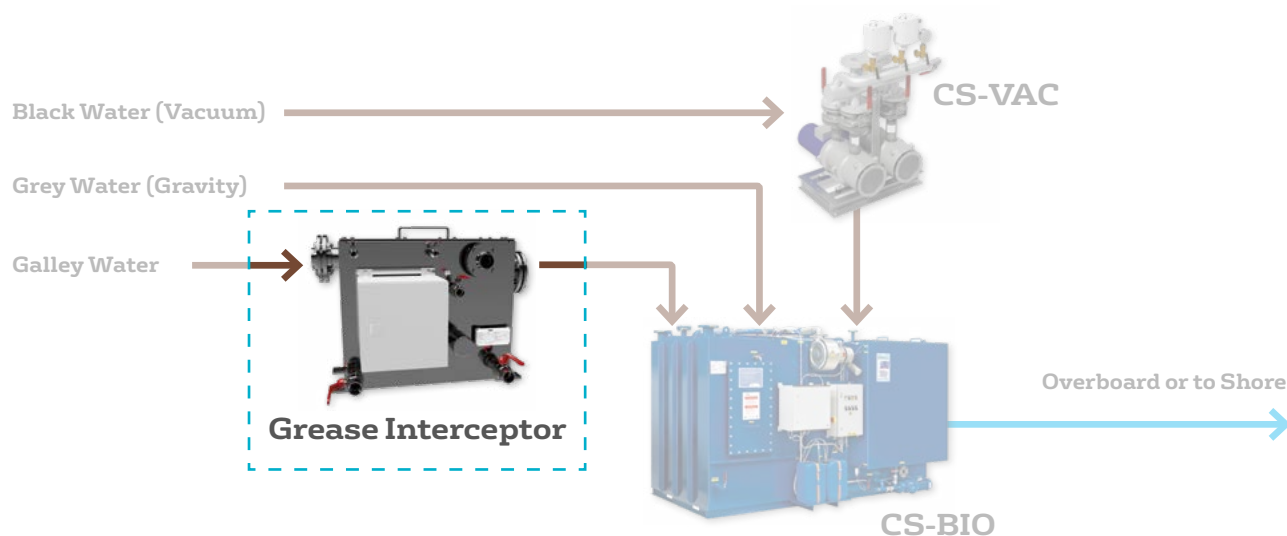 CS-VAC
Black Water (Vacuum)
Grey Water (Gravity)
Galley Water
Grease Interceptor
Overboard or to Shore
CS-BIO